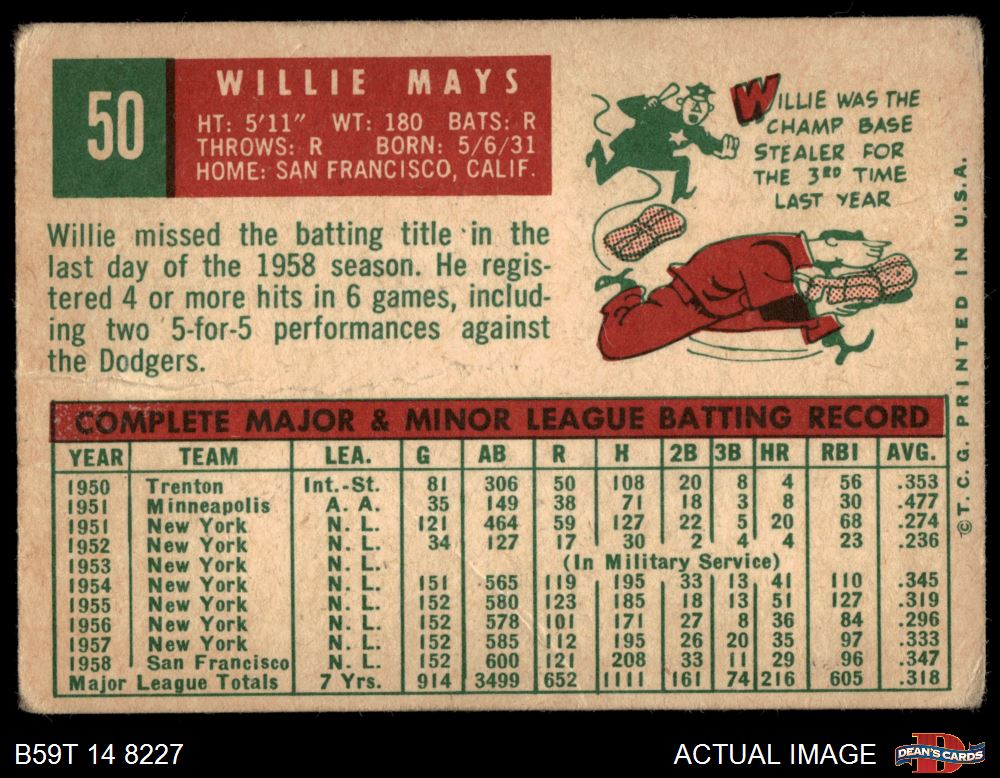 50
WILLIE MAYS
HT: 5'11" WT: 180 BATS: R
THROWS: R BORN: 5/6/31
HOME: SAN FRANCISCO, CALIF.
WILLIE WAS THE
CHAMP BASE
STEALER FOR
THE 3RD TIME
LAST YEAR
Willie missed the batting title in the
last day of the 1958 season. He regis-
tered 4 or more hits in 6 games, includ-
ing two 5-for-5 performances against
the Dodgers.
COMPLETE MAJOR & MINOR LEAGUE BATTING RECORD
YEAR TEAM LEA. G AB R H 2B 3B HR RBI AVG.
1950 Trenton Int.-St. 81 306 50 108 20 8 4 56 .353
1951 Minneapolis A. A. 35 149 38 71 18 3 8 30 .477
1951 New York N. L. 121 464 59 127 22 5 20 68 .274
1952 New York N. L. 34 127 17 30 2 4 4 23 .236
1953 New York N. L. (In Military Service)
1954 New York N. L. 151 565 119 195 33 13 41 110 .345
1955 New York N. L. 152 580 123 185 18 13 51 127 .319
1956 New York N. L. 152 578 101 171 27 8 36 84 .296
1957 New York N. L. 152 585 112 195 26 20 35 97 .333
1958 San Francisco N. L. 152 600 121 208 33 11 29 96 .347
Major League Totals 7 Yrs. 914 3499 652 1111 161 74 216 605 .318
© T. C. G. PRINTED IN U.S.A.
B59T 14 8227
ACTUAL IMAGE
D
DEAN'S CARDS